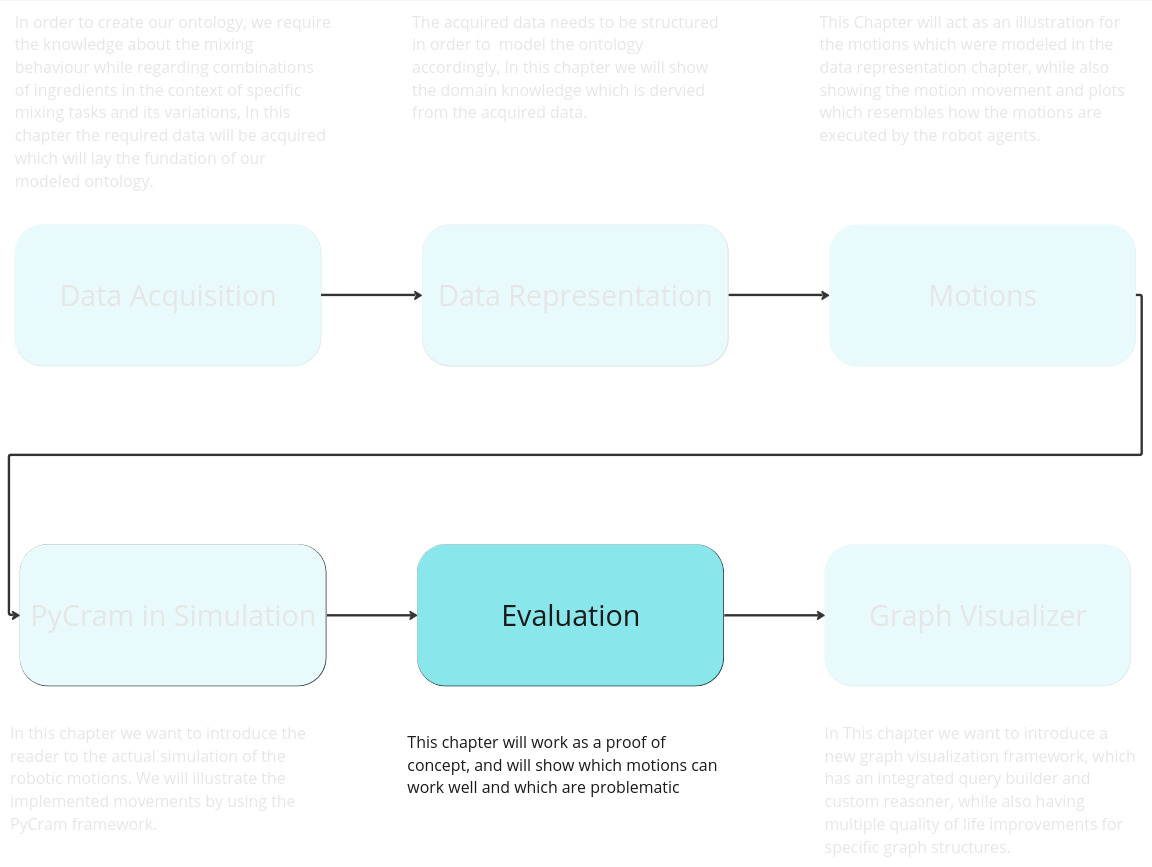 In order to create our ontology, we require
the knowledge about the mixing
behaviour while regarding combinations
of ingredients in the context of specific
mixing tasks and its variations, In this
chapter the required data will be acquired
which will lay the fundation of our
modeled ontology.
The acquired data needs to be structured
in order to  model the ontology
accordingly, In this chapter we will show
the domain knowledge which is dervied
from the acquired data.
This Chapter will act as an illustration for
the motions which were modeled in the
data representation chapter, while also
showing the motion movement and plots
which resembles how the motions are
executed by the robot agents.
Data Acquisition
Data Representation
Motions
PyCram in Simulation
Evaluation
Graph Visualizer
In this chapter we want to introduce the
reader to the actual simulation of the
robotic motions. We will illustrate the
implemented movements by using the
PyCram framework.
This chapter will work as a proof of
concept, and will show which motions can
work well and which are problematic
In This chapter we want to introduce a
new graph visualization framework, which
has an integrated query builder and
custom reasoner, while also having
multiple quality of life improvements for
specific graph structures.